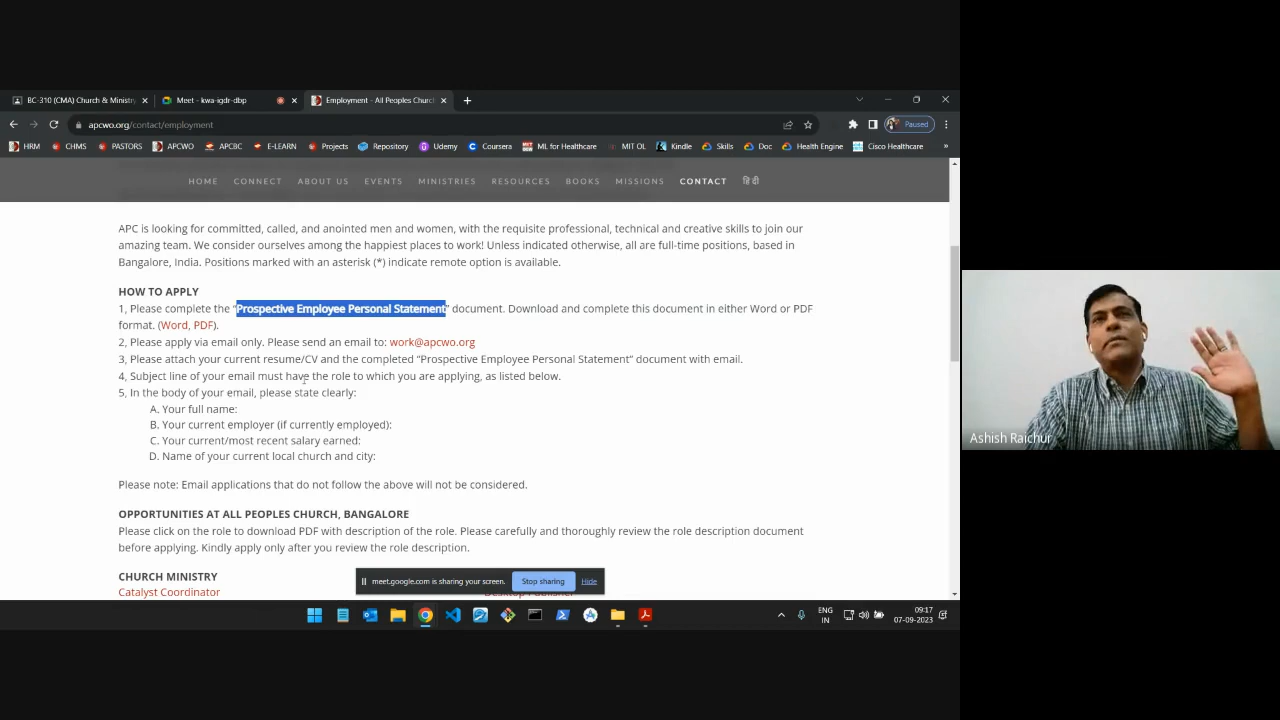 BC-310 (CMA) Church & Ministry
Meet - kwa-igdr-dbp
Employment - All Peoples Church
apcwo.org/contact/employment
Paused
HRM CHMS PASTORS APCWO APCBC E-LEARN Projects Repository Udemy Coursera ML for Healthcare MIT OL Kindle Skills Doc Health Engine Cisco Healthcare »
HOME CONNECT ABOUT US EVENTS MINISTRIES RESOURCES BOOKS MISSIONS CONTACT हिंदी
APC is looking for committed, called, and anointed men and women, with the requisite professional, technical and creative skills to join our
amazing team. We consider ourselves among the happiest places to work! Unless indicated otherwise, all are full-time positions, based in
Bangalore, India. Positions marked with an asterisk (*) indicate remote option is available.
HOW TO APPLY
1, Please complete the “Prospective Employee Personal Statement” document. Download and complete this document in either Word or PDF
format. (Word, PDF).
2, Please apply via email only. Please send an email to: work@apcwo.org
3, Please attach your current resume/CV and the completed “Prospective Employee Personal Statement” document with email.
4, Subject line of your email must have the role to which you are applying, as listed below.
5, In the body of your email, please state clearly:
A. Your full name:
B. Your current employer (if currently employed):
C. Your current/most recent salary earned:
D. Name of your current local church and city:
Please note: Email applications that do not follow the above will not be considered.
OPPORTUNITIES AT ALL PEOPLES CHURCH, BANGALORE
Please click on the role to download PDF with description of the role. Please carefully and thoroughly review the role description document
before applying. Kindly apply only after you review the role description.
CHURCH MINISTRY
Catalyst Coordinator
meet.google.com is sharing your screen. Stop sharing Hide
ENG
IN
09:17
07-09-2023
Ashish Raichur